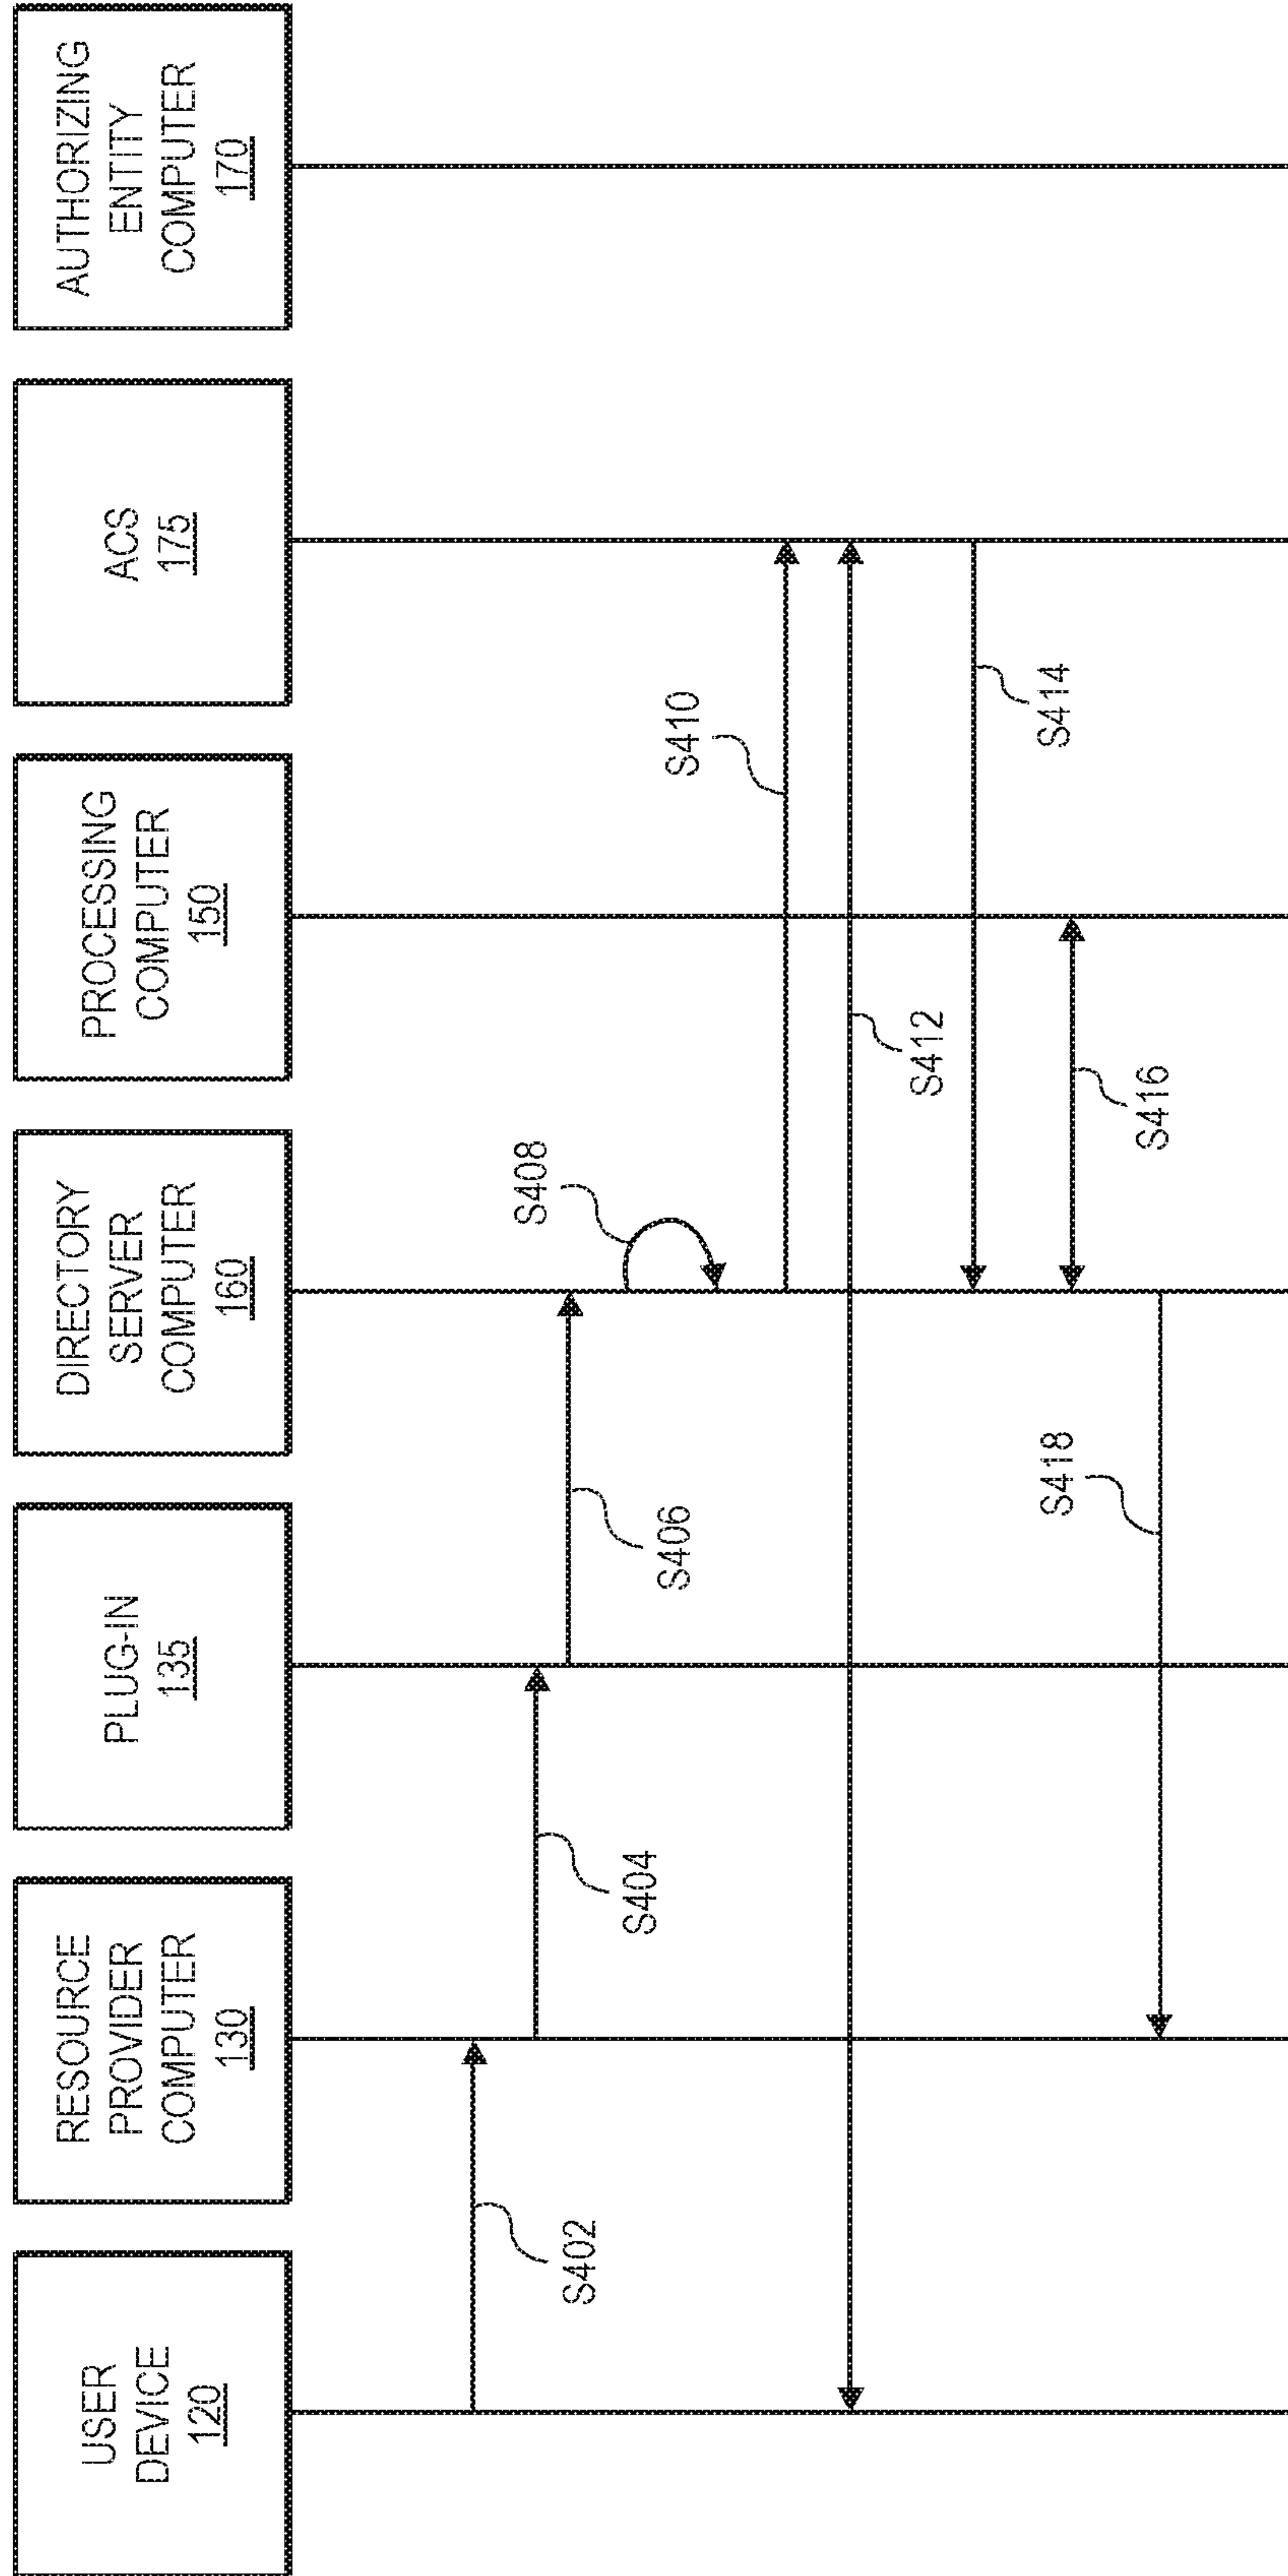 USER
DEVICE
120
RESOURCE
PROVIDER
COMPUTER
130
PLUG-IN
135
DIRECTORY
SERVER
COMPUTER
160
PROCESSING
COMPUTER
150
ACS
175
AUTHORIZING
ENTITY
COMPUTER
170
S402
S404
S406
S408
S410
S412
S414
S416
S418